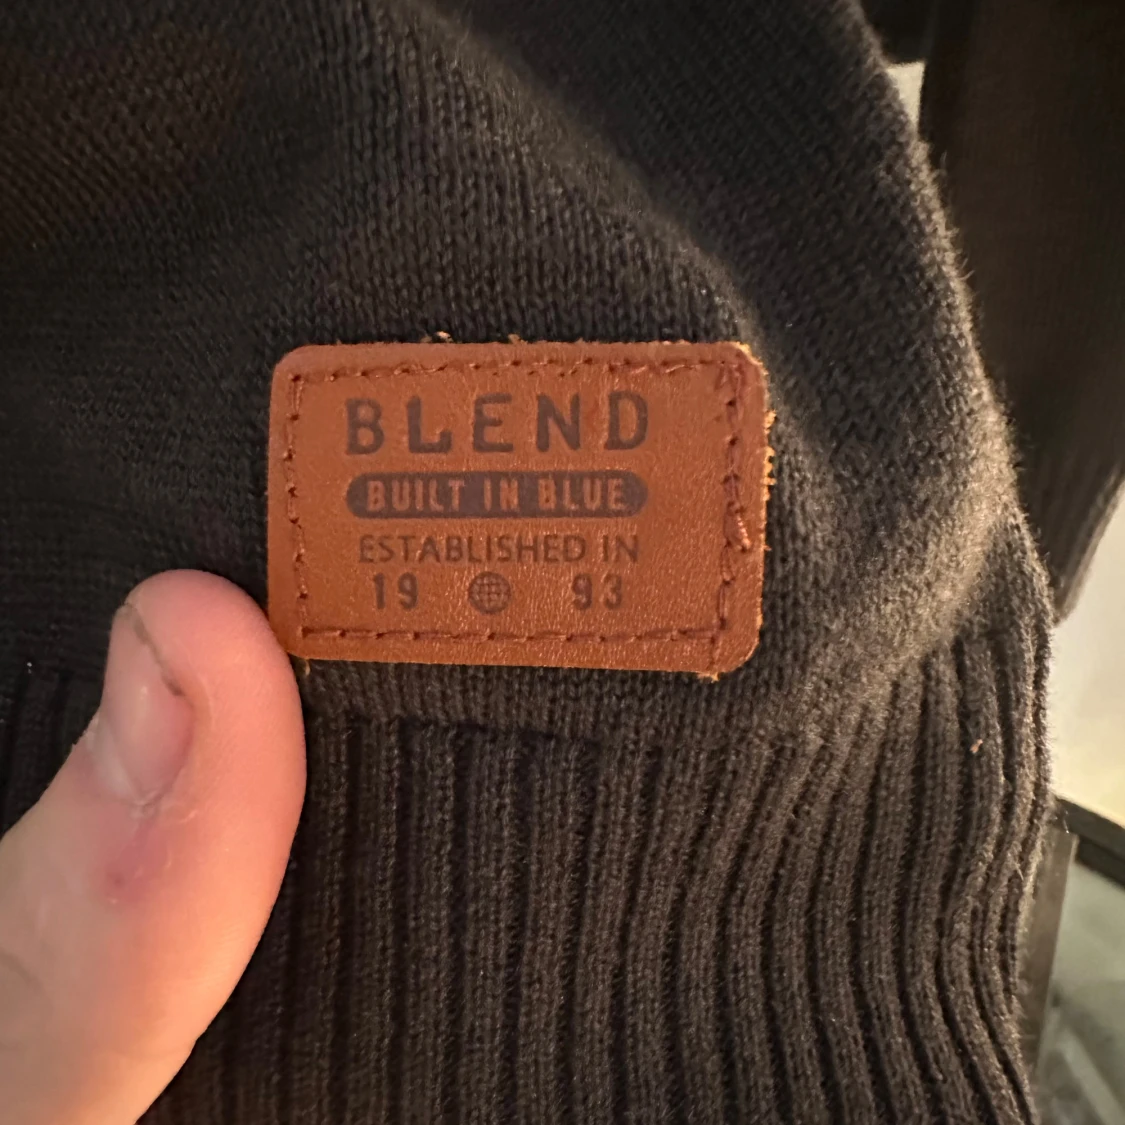 BLEND
BUILT IN BLUE
ESTABLISHED IN
19 93